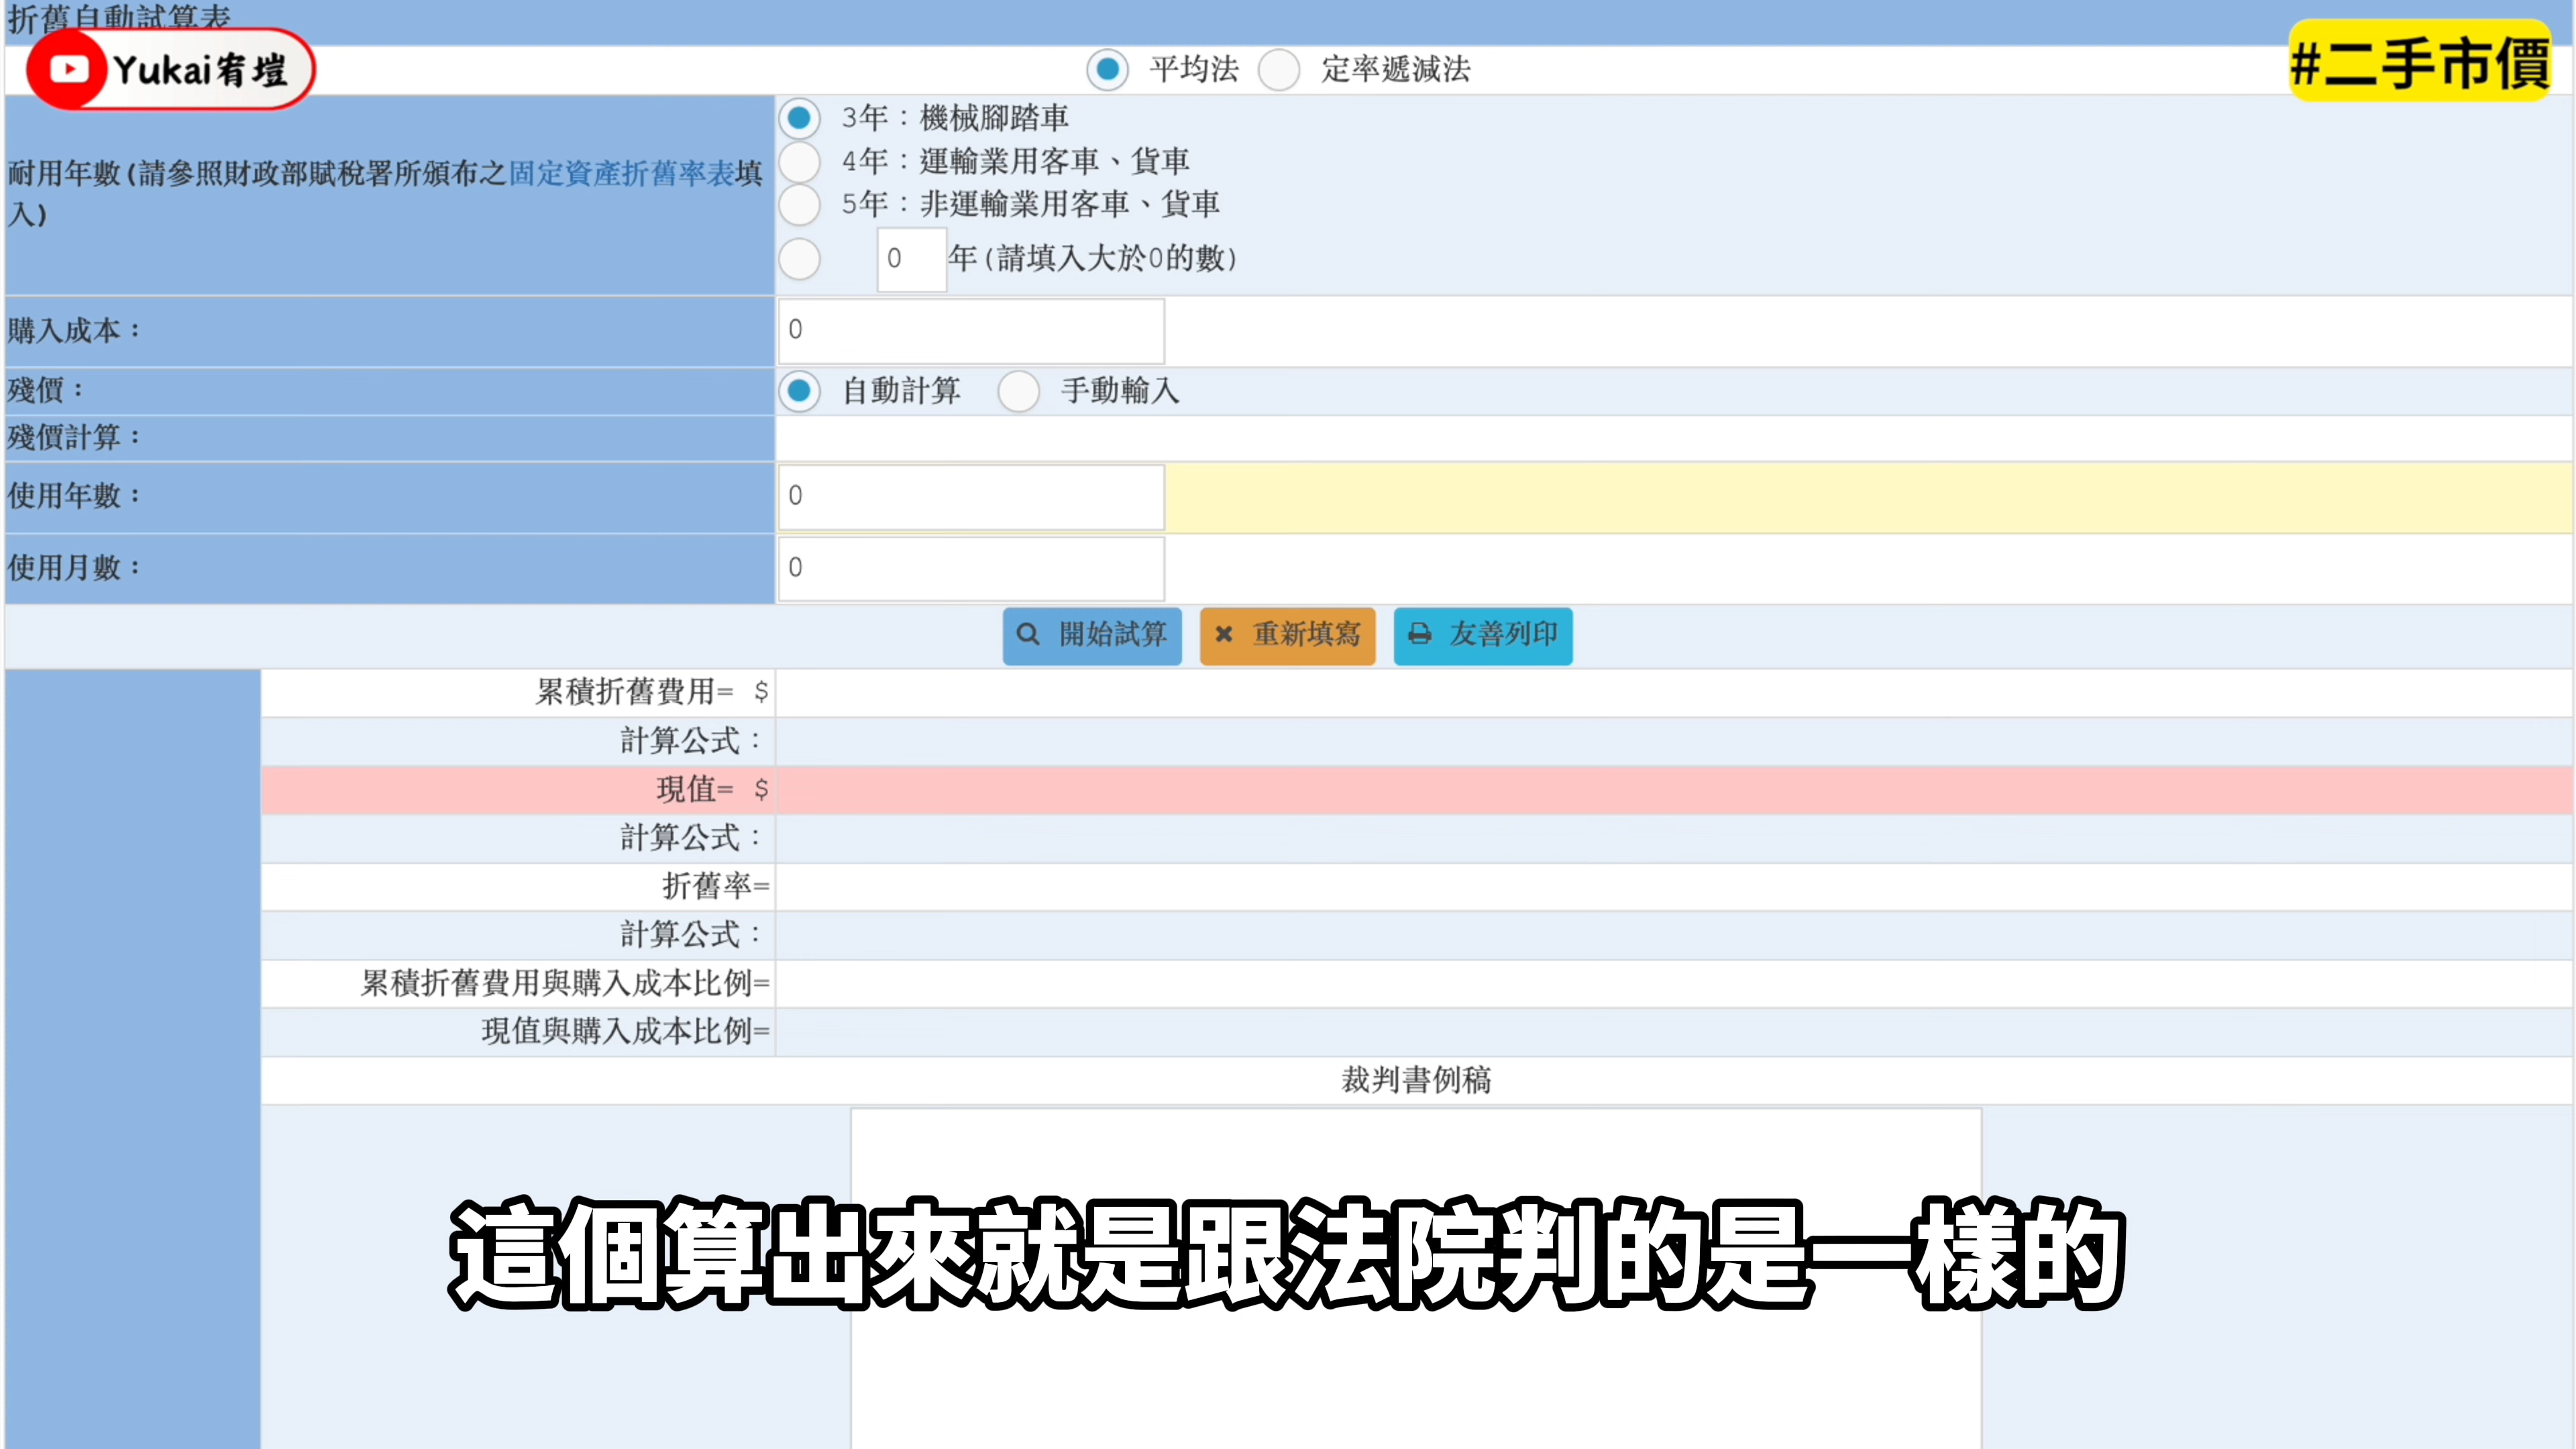 折舊自動試算表
Yukai宥塏
#二手市價
平均法 定率遞減法
耐用年數(請參照財政部賦稅署所頒布之固定資產折舊率表填
入)
3年：機械腳踏車
4年：運輸業用客車、貨車
5年：非運輸業用客車、貨車
0 年(請填入大於0的數)
購入成本： 0
殘價： 自動計算 手動輸入
殘價計算：
使用年數： 0
使用月數： 0
開始試算 重新填寫 友善列印
累積折舊費用= $
計算公式：
現值= $
計算公式：
折舊率=
計算公式：
累積折舊費用與購入成本比例=
現值與購入成本比例=
裁判書例稿
這個算出來就是跟法院判的是一樣的